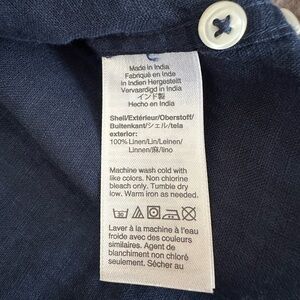 Made in India
Fabriqué en Inde
In Indien Hergestellt
Vervaardigd in India
インド製
Hecho en India
Shell/Extérieur/Oberstoff/
Buitenkant/シェル/tela
exterior:
100% Linen/Lin/Leinen/
Linnen/麻/lino
Machine wash cold with
like colors. Non chlorine
bleach only. Tumble dry
low. Warm iron as needed.
Laver à la machine à l'eau
froide avec des couleurs
similaires. Agent de
blanchiment non chloré
seulement. Sécher au